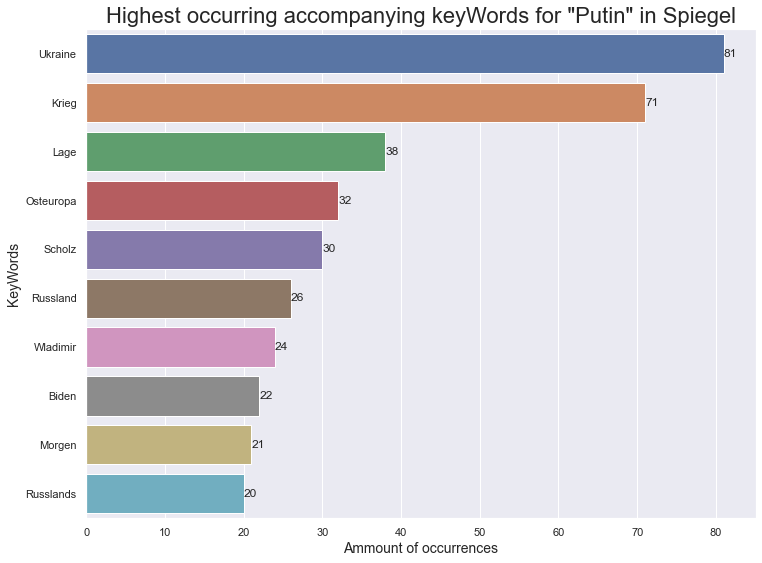 Highest occurring accompanying keyWords for "Putin" in Spiegel
KeyWords
Ukraine 81
Krieg 71
Lage 38
Osteuropa 32
Scholz 30
Russland 26
Wladimir 24
Biden 22
Morgen 21
Russlands 20
0 10 20 30 40 50 60 70 80
Ammount of occurrences